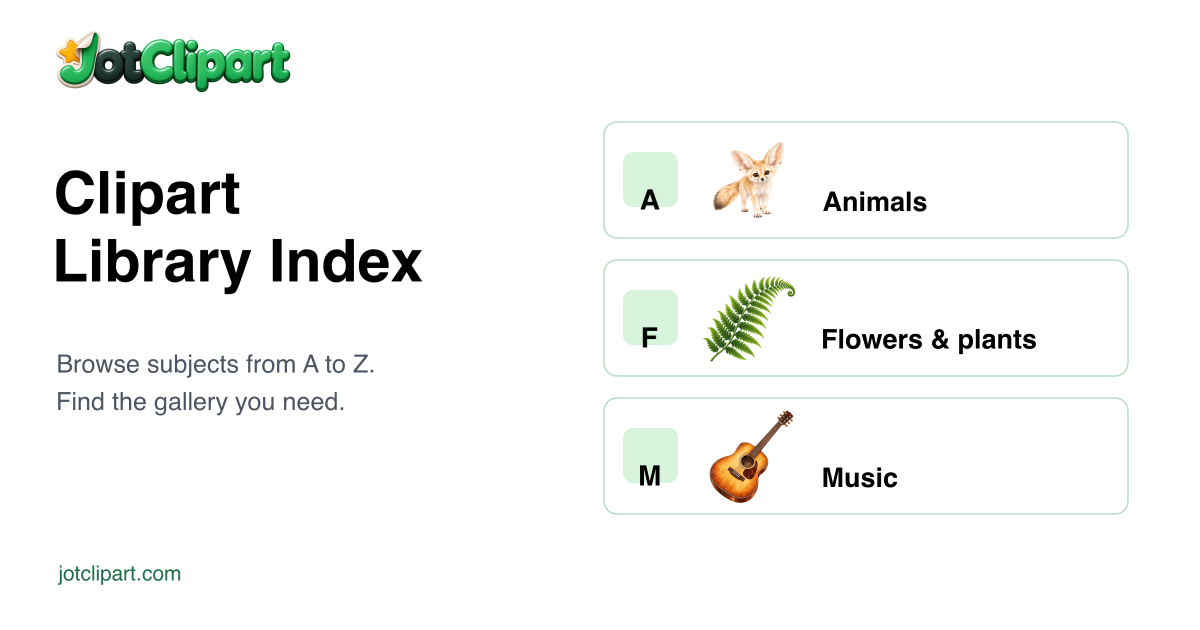 JotClipart
Clipart
Library Index
Browse subjects from A to Z.
Find the gallery you need.
jotclipart.com
A
Animals
F
Flowers & plants
M
Music